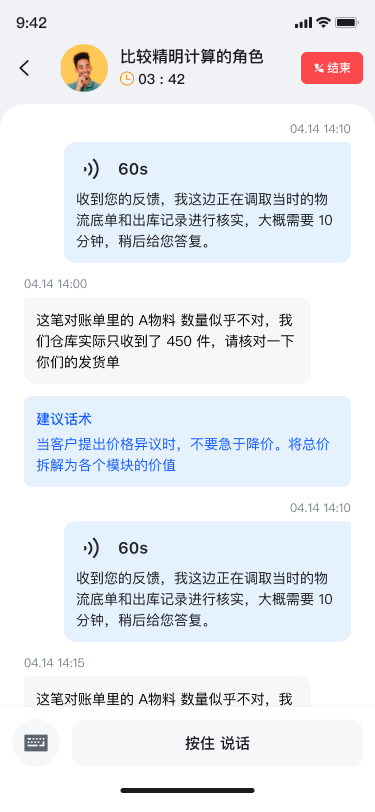 9:42
比较精明计算的角色
03 : 42
结束
04.14 14:10
60s
收到您的反馈，我这边正在调取当时的物
流底单和出库记录进行核实，大概需要 10
分钟，稍后给您答复。
04.14 14:00
这笔对账单里的 A物料 数量似乎不对，我
们仓库实际只收到了 450 件，请核对一下
你们的发货单
建议话术
当客户提出价格异议时，不要急于降价。将总价
拆解为各个模块的价值
04.14 14:10
60s
收到您的反馈，我这边正在调取当时的物
流底单和出库记录进行核实，大概需要 10
分钟，稍后给您答复。
04.14 14:15
这笔对账单里的 A物料 数量似乎不对，我
按住 说话